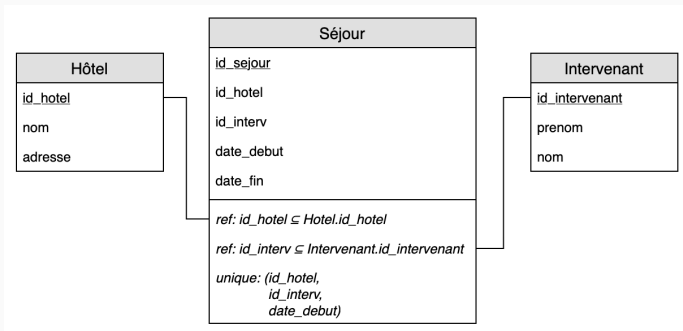 Hôtel
id_hotel
nom
adresse
Séjour
id_sejour
id_hotel
id_interv
date_debut
date_fin
ref: id_hotel ⊆ Hotel.id_hotel
ref: id_interv ⊆ Intervenant.id_intervenant
unique: (id_hotel,
id_interv,
date_debut)
Intervenant
id_intervenant
prenom
nom